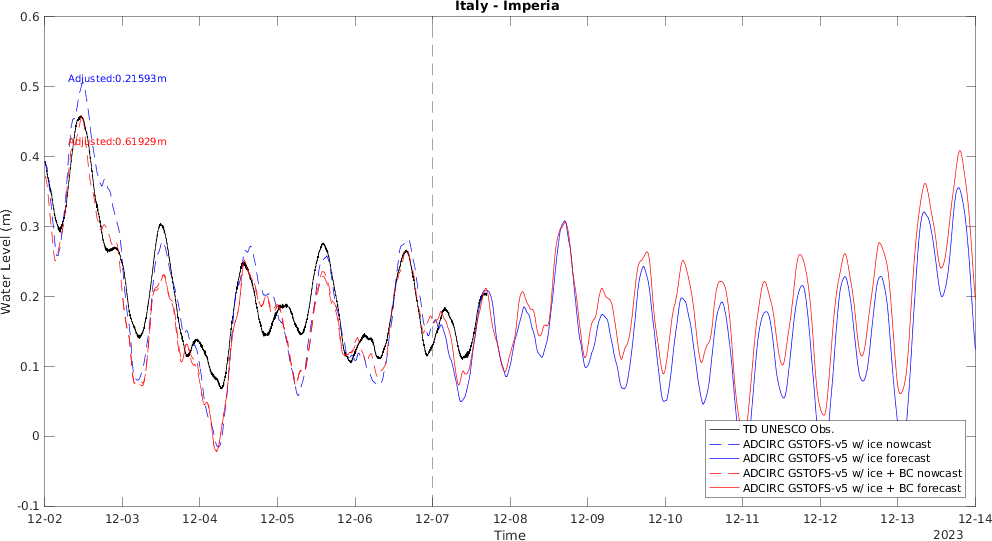 Italy - Imperia
0.6
0.5
0.4
0.3
0.2
0.1
0
-0.1
Water Level (m)
Adjusted:0.21593m
Adjusted:0.61929m
TD UNESCO Obs.
ADCIRC GSTOFS-v5 w/ ice nowcast
ADCIRC GSTOFS-v5 w/ ice forecast
ADCIRC GSTOFS-v5 w/ ice + BC nowcast
ADCIRC GSTOFS-v5 w/ ice + BC forecast
12-02 12-03 12-04 12-05 12-06 12-07 12-08 12-09 12-10 12-11 12-12 12-13 12-14
Time
2023